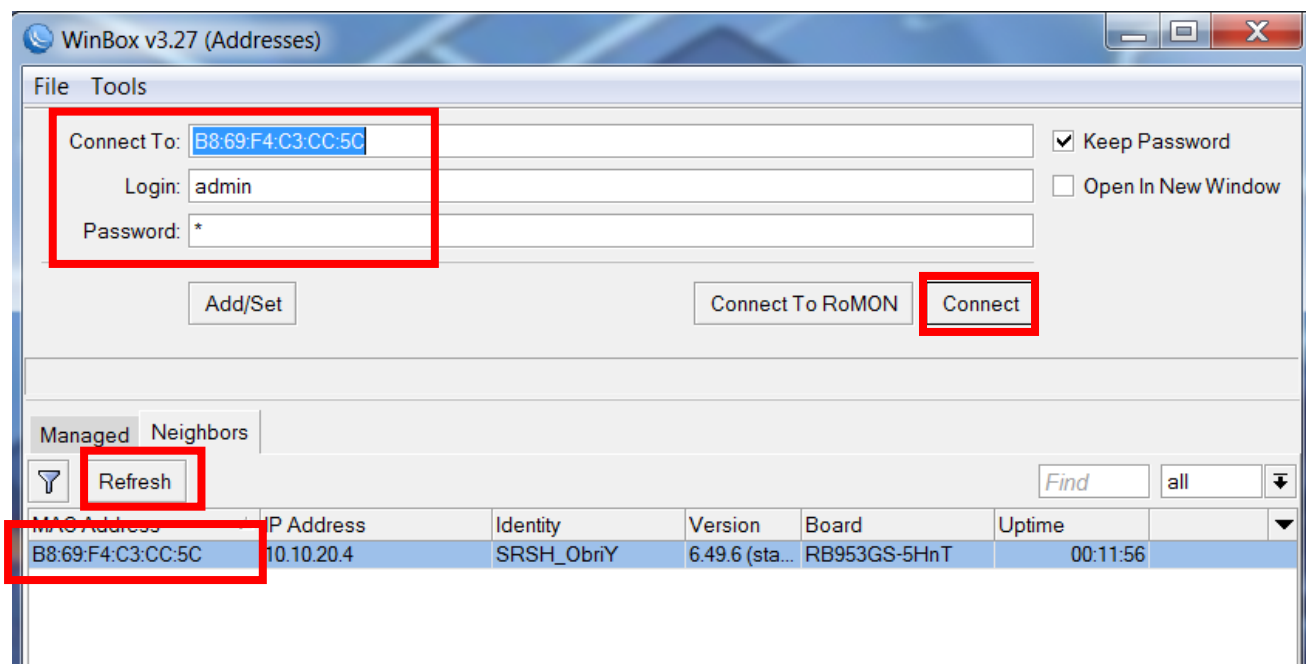 WinBox v3.27 (Addresses)
File Tools
Connect To: B8:69:F4:C3:CC:5C
Keep Password
Login: admin
Open In New Window
Password: *
Add/Set Connect To RoMON Connect
Managed Neighbors
Refresh Find all
MAC Address IP Address Identity Version Board Uptime
B8:69:F4:C3:CC:5C 10.10.20.4 SRSH_ObriY 6.49.6 (sta... RB953GS-5HnT 00:11:56